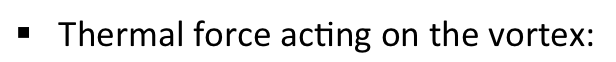 ▪ Thermal force acting on the vortex: